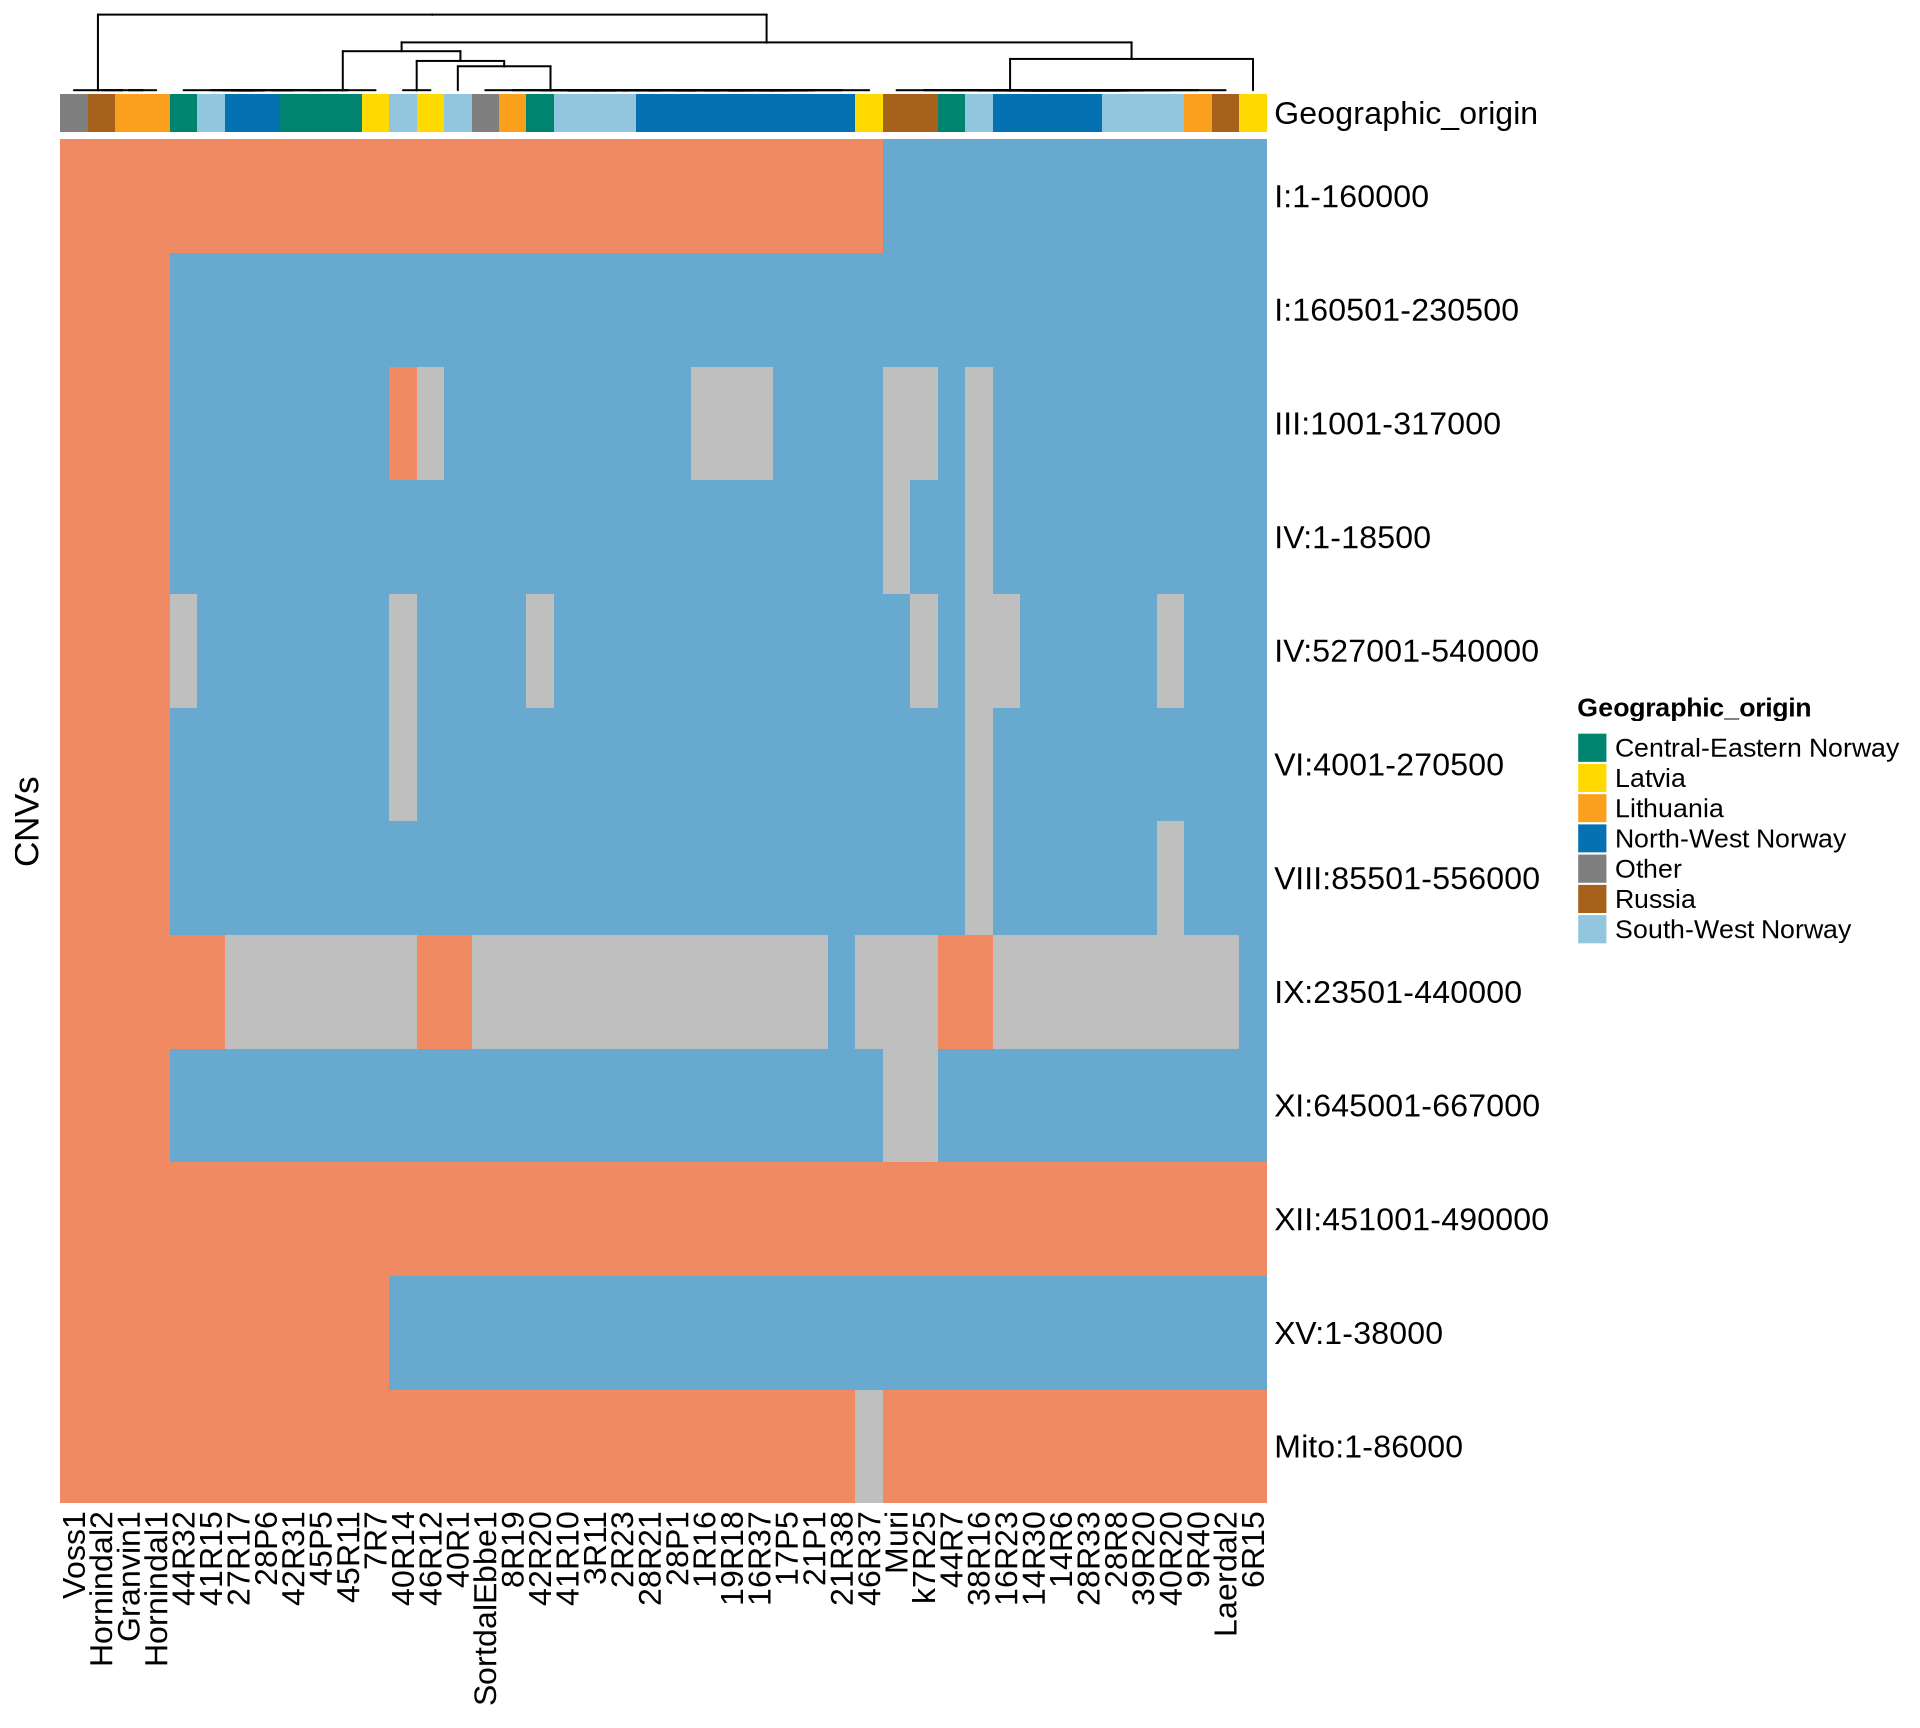 Geographic_origin
I:1-160000
I:160501-230500
III:1001-317000
IV:1-18500
IV:527001-540000
VI:4001-270500
VIII:85501-556000
IX:23501-440000
XI:645001-667000
XII:451001-490000
XV:1-38000
Mito:1-86000
CNVs
Geographic_origin
Central-Eastern Norway
Latvia
Lithuania
North-West Norway
Other
Russia
South-West Norway
Voss1
Hornindal2
Granvin1
Hornindal1
44R32
41R15
27R17
28P6
42R31
45P5
45R11
7R7
40R14
46R12
40R1
SortdalEbbe1
8R19
42R20
41R10
3R11
2R23
28R21
28P1
1R16
19R18
16R37
17P5
21P1
21R38
46R37
Muri
k7R25
44R7
38R16
16R23
14R30
14R6
28R33
28R8
39R20
40R20
9R40
Laerdal2
6R15